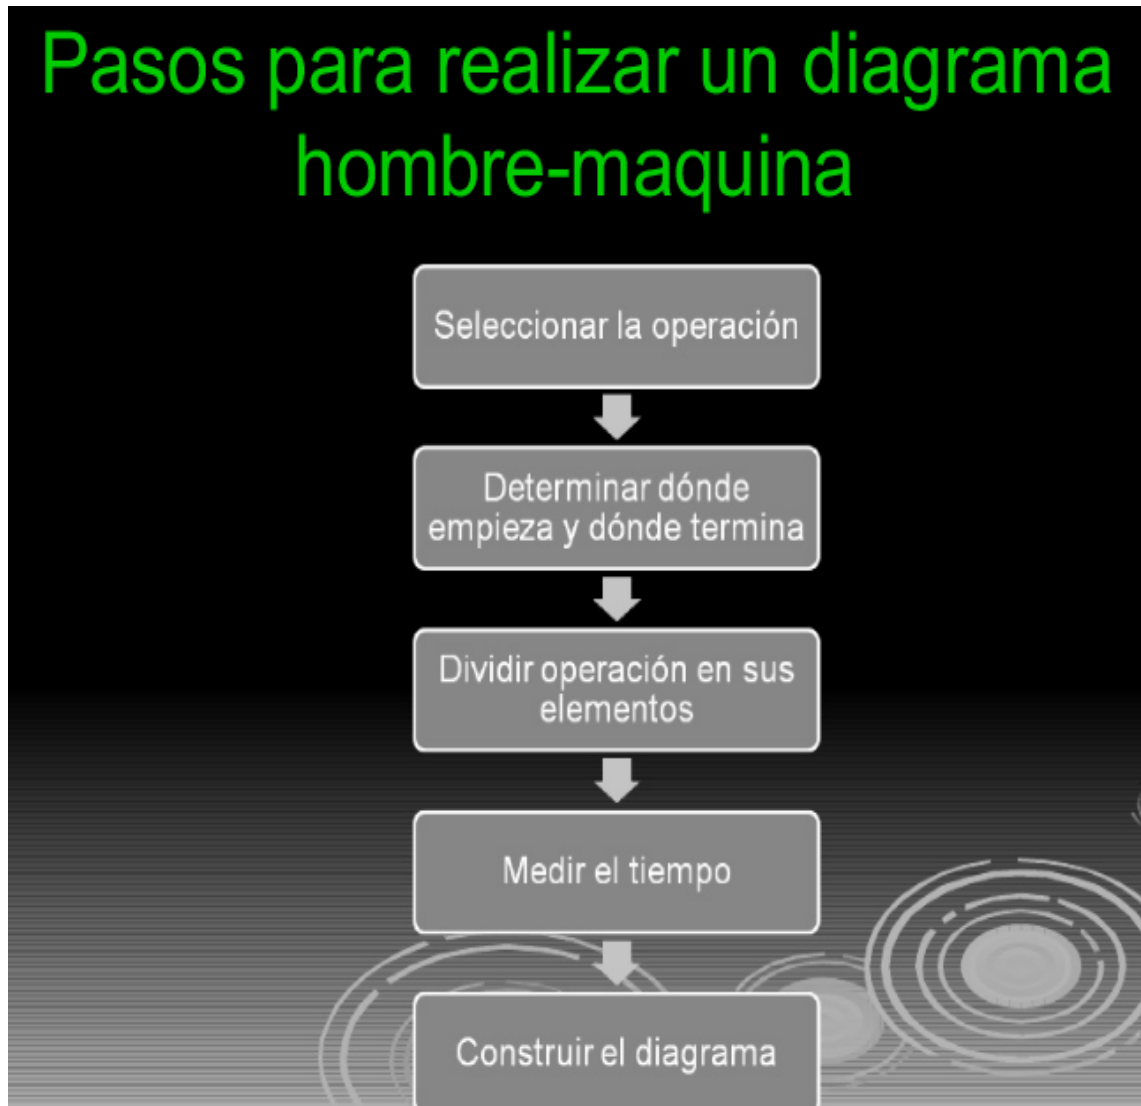 Pasos para realizar un diagrama
hombre-maquina
Seleccionar la operación
Determinar dónde
empieza y dónde termina
Dividir operación en sus
elementos
Medir el tiempo
Construir el diagrama